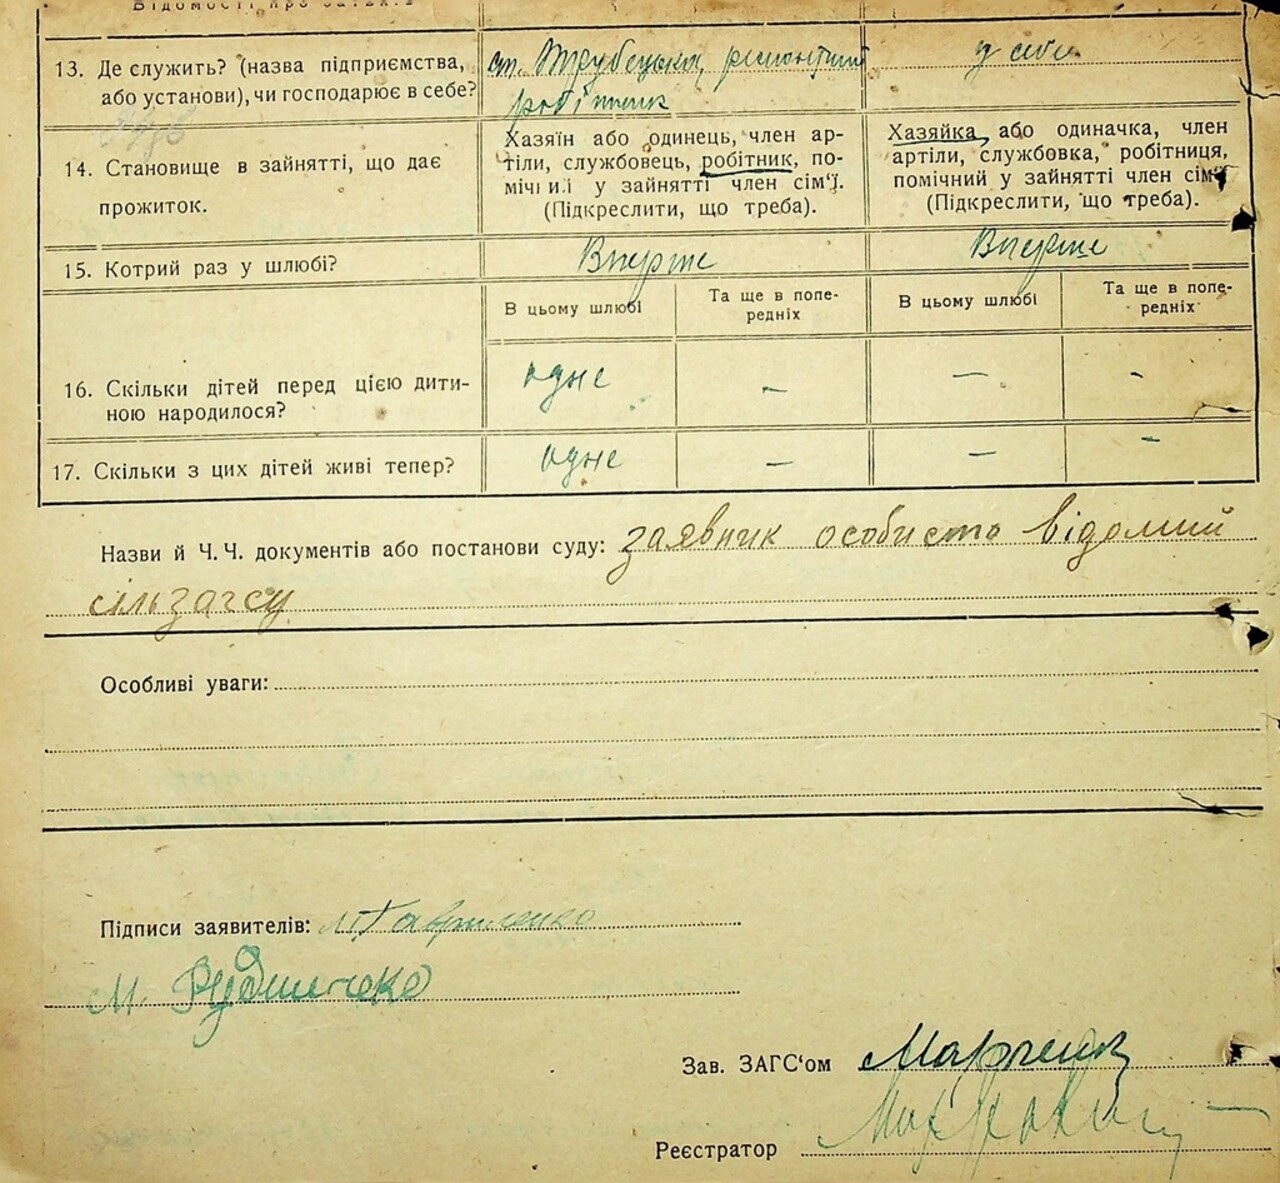 13. Де служить? (назва підприємства, або установи), чи господарює в себе?
ст. Трубецька, ремонтний робітник
у себе
14. Становище в зайнятті, що дає прожиток.
Хазяїн або одинець, член ар-
тіли, службовець, робітник, по-
мічний у зайнятті член сім'ї.
(Підкреслити, що треба).
Хазяйка або одиначка, член
артіли, службовка, робітниця,
помічний у зайнятті член сім'ї
(Підкреслити, що треба).
15. Котрий раз у шлюбі?
Вперше
Вперше
В цьому шлюбі
Та ще в попе-
редніх
В цьому шлюбі
Та ще в попе-
редніх
16. Скільки дітей перед цією дити-
ною народилося?
одне
–
–
–
17. Скільки з цих дітей живі тепер?
одне
–
–
–
Назви й Ч. Ч. документів або постанови суду: заявник особисто відомий
сільзагсу
Особливі уваги:
Підписи заявителів: Гавриленко
М.
Зав. ЗАГС'ом Марченк
Реєстратор